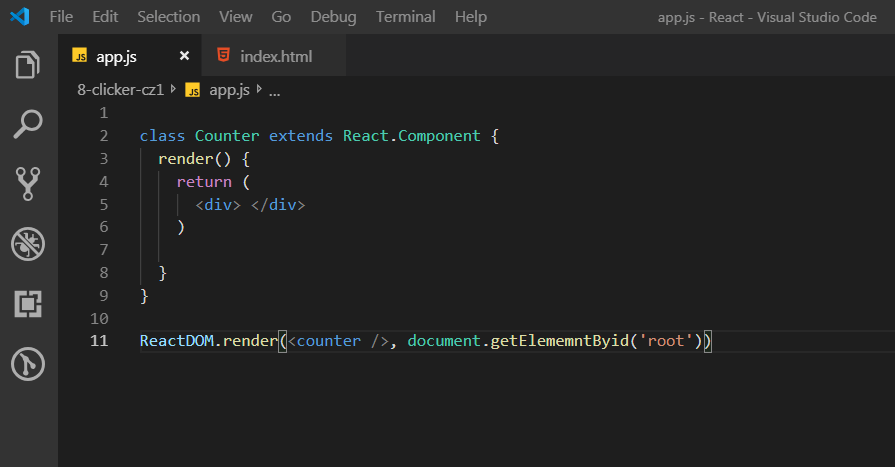 File Edit Selection View Go Debug Terminal Help app.js - React - Visual Studio Code
JS app.js × index.html
8-clicker-cz1 JS app.js ...
1
2 class Counter extends React.Component {
3 render() {
4 return (
5 <div> </div>
6 )
7
8 }
9 }
10
11 ReactDOM.render(<counter />, document.getElememntByid('root'))